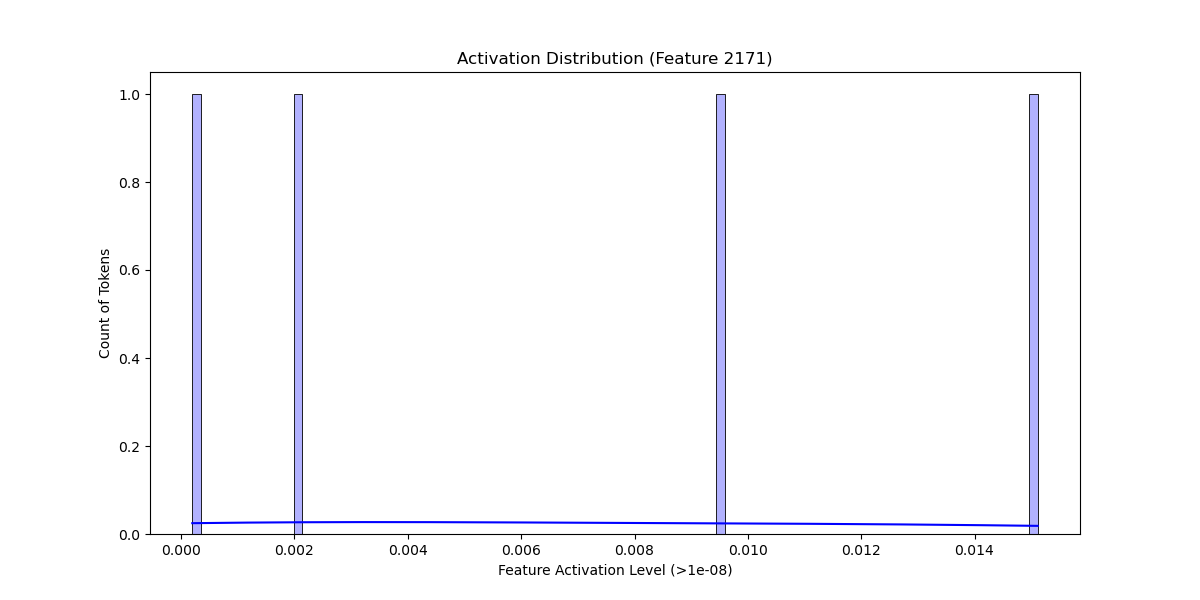 Activation Distribution (Feature 2171)
1.0
0.8
0.6
0.4
0.2
0.0
Count of Tokens
0.000 0.002 0.004 0.006 0.008 0.010 0.012 0.014
Feature Activation Level (>1e-08)